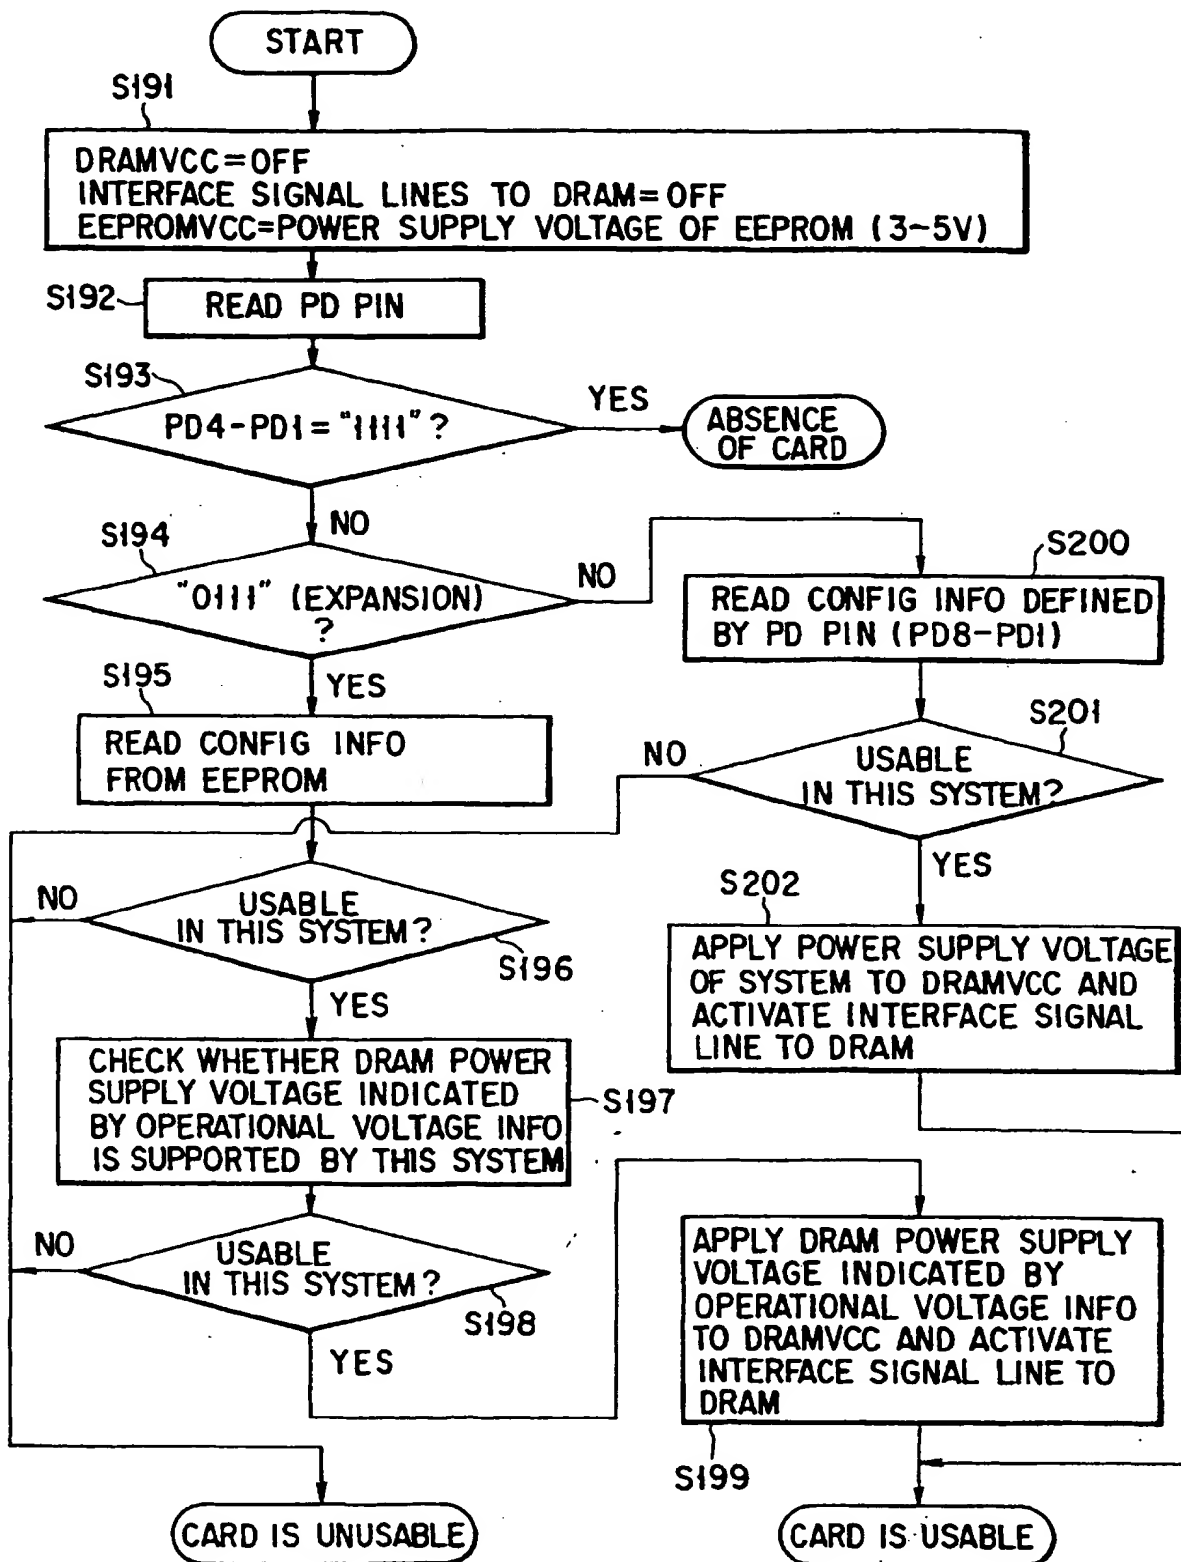 START
S191
DRAMVCC=OFF
INTERFACE SIGNAL LINES TO DRAM=OFF
EEPROMVCC=POWER SUPPLY VOLTAGE OF EEPROM (3~5V)
S192
READ PD PIN
S193
PD4-PD1="1111"?
YES
ABSENCE
OF CARD
NO
S194
"0111" (EXPANSION)
?
NO
S200
READ CONFIG INFO DEFINED
BY PD PIN (PD8-PD1)
YES
S195
READ CONFIG INFO
FROM EEPROM
S201
USABLE
IN THIS SYSTEM?
NO
YES
USABLE
IN THIS SYSTEM?
NO
S196
YES
S202
APPLY POWER SUPPLY VOLTAGE
OF SYSTEM TO DRAMVCC AND
ACTIVATE INTERFACE SIGNAL
LINE TO DRAM
CHECK WHETHER DRAM POWER
SUPPLY VOLTAGE INDICATED
BY OPERATIONAL VOLTAGE INFO
IS SUPPORTED BY THIS SYSTEM
S197
NO
USABLE
IN THIS SYSTEM?
S198
YES
APPLY DRAM POWER SUPPLY
VOLTAGE INDICATED BY
OPERATIONAL VOLTAGE INFO
TO DRAMVCC AND ACTIVATE
INTERFACE SIGNAL LINE TO
DRAM
S199
CARD IS UNUSABLE
CARD IS USABLE